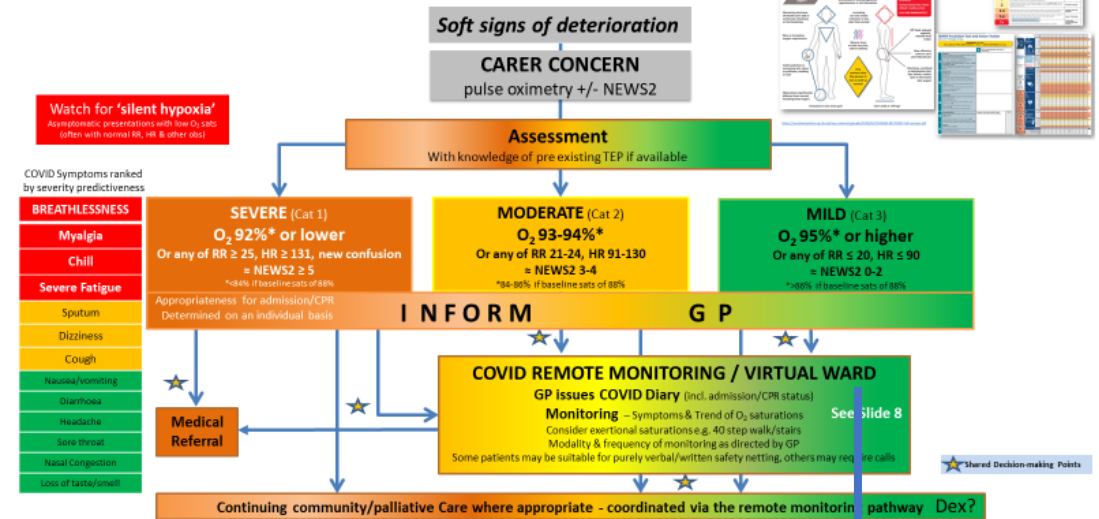 Soft signs of deterioration
CARER CONCERN
pulse oximetry +/- NEWS2
Watch for 'silent hypoxia'
Asymptomatic presentations with low O₂ sats
(often with normal RR, HR & other obs)
Assessment
With knowledge of pre existing TEP if available
COVID Symptoms ranked
by severity predictiveness
BREATHLESSNESS
Myalgia
Chill
Severe Fatigue
Sputum
Dizziness
Cough
Nausea/vomiting
Diarrhoea
Headache
Sore throat
Nasal Congestion
Loss of taste/smell
SEVERE (Cat 1)
O₂ 92%* or lower
Or any of RR ≥ 25, HR ≥ 131, new confusion
≈ NEWS2 ≥ 5
*<84% if baseline sats of 88%
MODERATE (Cat 2)
O₂ 93-94%*
Or any of RR 21-24, HR 91-130
≈ NEWS2 3-4
*84-86% if baseline sats of 88%
MILD (Cat 3)
O₂ 95%* or higher
Or any of RR ≤ 20, HR ≤ 90
≈ NEWS2 0-2
*>86% if baseline sats of 88%
Appropriateness for admission/CPR
Determined on an individual basis
INFORM GP
COVID REMOTE MONITORING / VIRTUAL WARD
GP issues COVID Diary (incl. admission/CPR status)
Monitoring – Symptoms & Trend of O₂ saturations
See Slide 8
Consider exertional saturations e.g. 40 step walk/stairs
Modality & frequency of monitoring as directed by GP
Some patients may be suitable for purely verbal/written safety netting, others may require calls
Medical
Referral
Shared Decision-making Points
Continuing community/palliative Care where appropriate - coordinated via the remote monitoring pathway Dex?